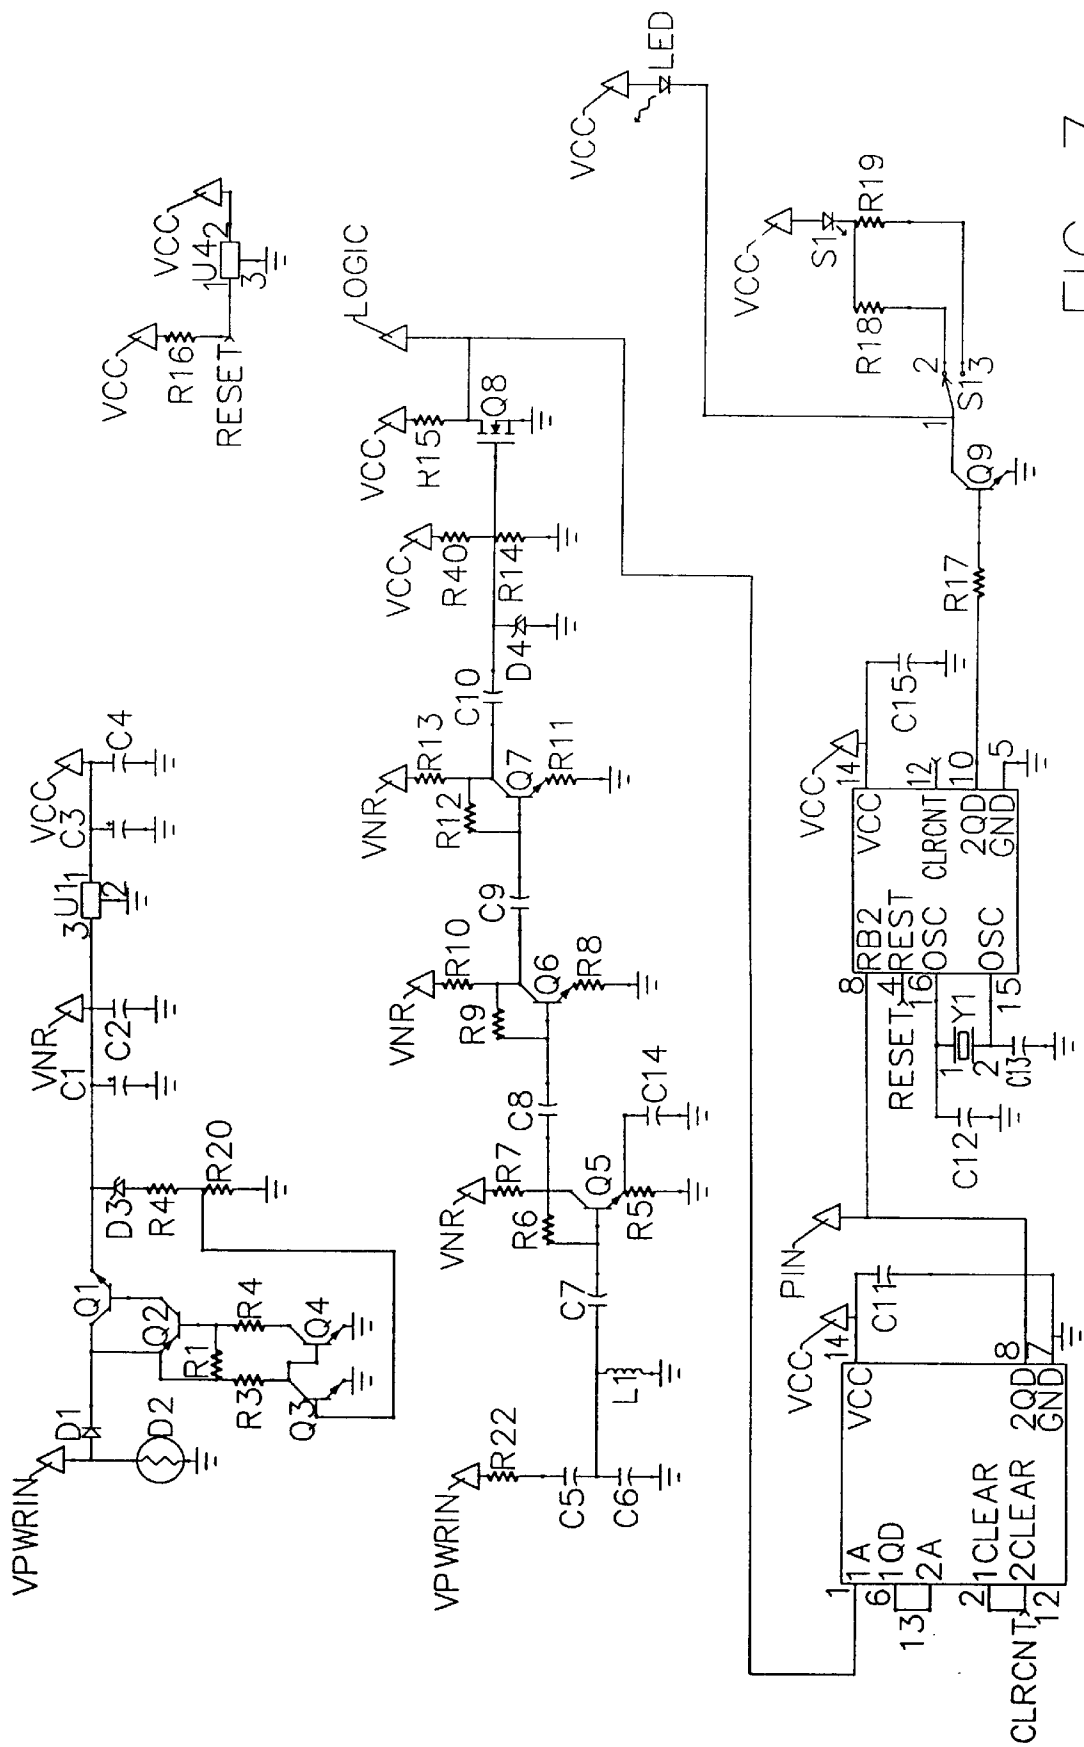 VPWRIN
D1
D2
Q1
Q2
R1
R3
R4
Q3
Q4
D3
R4
R20
VNR
C1
C2
3
U1
1
2
VCC
C3
C4
VCC
R16
RESET
VCC
1
U4
2
3
VPWRIN
R22
C5
C6
L1
C7
VNR
R6
R7
Q5
R5
C14
C8
VNR
R9
R10
Q6
R8
C9
VNR
R12
R13
Q7
R11
C10
D4
VCC
R40
R14
VCC
R15
Q8
LOGIC
VCC
LED
1
1A
6
1QD
13
2A
2
1CLEAR
2CLEAR
12
CLRCNT
VCC
14
VCC
C11
2QD
8
GND
7
PIN
8
RB2
RESET
4
REST
16
OSC
OSC
15
1
Y1
2
C12
C13
VCC
14
VCC
C15
12
CLRCNT
2QD
10
GND
5
R17
Q9
1
2
S1
3
R18
R19
S1
VCC